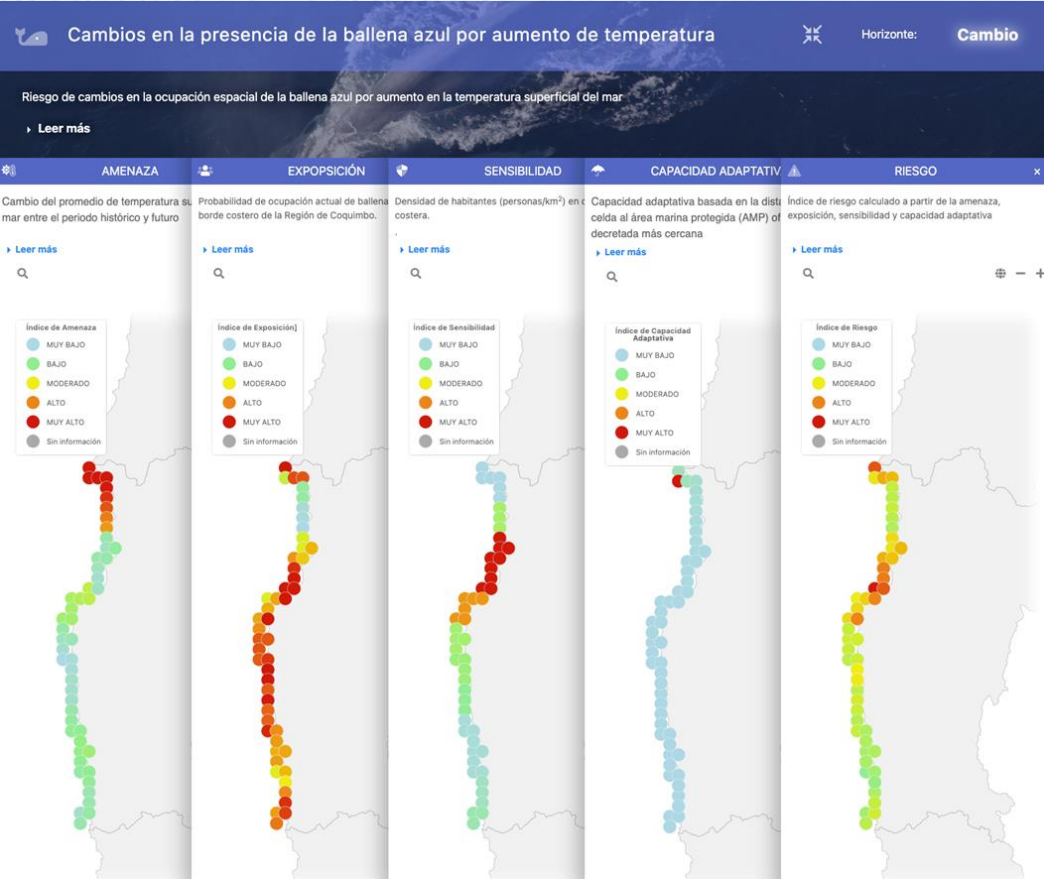 Cambios en la presencia de la ballena azul por aumento de temperatura
Horizonte:
Cambio
Riesgo de cambios en la ocupación espacial de la ballena azul por aumento en la temperatura superficial del mar
Leer más
AMENAZA
Cambio del promedio de temperatura su
mar entre el periodo histórico y futuro
Leer más
Índice de Amenaza
MUY BAJO
BAJO
MODERADO
ALTO
MUY ALTO
Sin información
EXPOPSICIÓN
Probabilidad de ocupación actual de ballena
borde costero de la Región de Coquimbo.
Leer más
Índice de Exposición]
MUY BAJO
BAJO
MODERADO
ALTO
MUY ALTO
Sin información
SENSIBILIDAD
Densidad de habitantes (personas/km²) en c
costera.
.
Leer más
Índice de Sensibilidad
MUY BAJO
BAJO
MODERADO
ALTO
MUY ALTO
Sin información
CAPACIDAD ADAPTATIV
Capacidad adaptativa basada en la dista
celda al área marina protegida (AMP) of
decretada más cercana
Leer más
Índice de Capacidad
Adaptativa
MUY BAJO
BAJO
MODERADO
ALTO
MUY ALTO
Sin información
RIESGO
×
Índice de riesgo calculado a partir de la amenaza,
exposición, sensibilidad y capacidad adaptativa
Leer más
Índice de Riesgo
MUY BAJO
BAJO
MODERADO
ALTO
MUY ALTO
Sin información